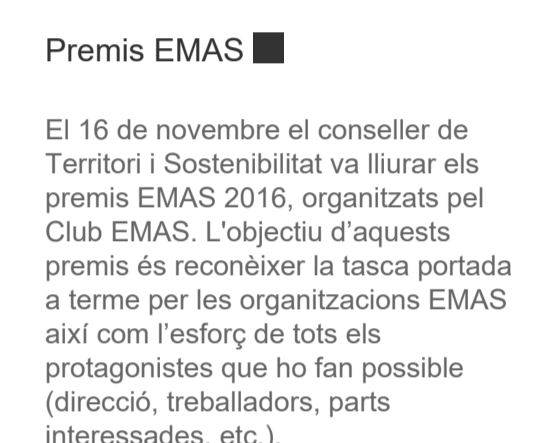 Premis EMAS
El 16 de novembre el conseller de
Territori i Sostenibilitat va lliurar els
premis EMAS 2016, organitzats pel
Club EMAS. L'objectiu d’aquests
premis és reconèixer la tasca portada
a terme per les organitzacions EMAS
així com l’esforç de tots els
protagonistes que ho fan possible
(direcció, treballadors, parts
interessades, etc.).